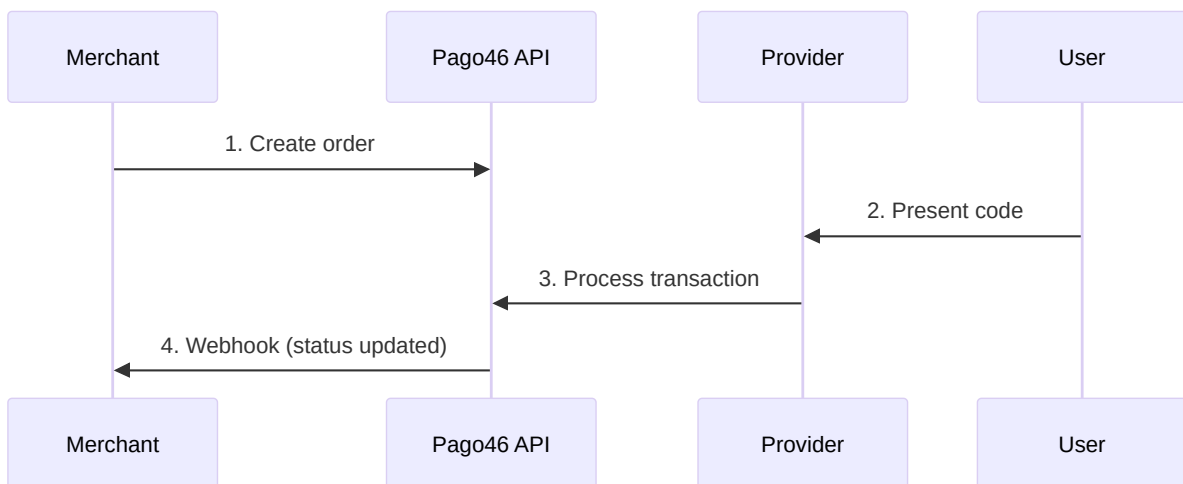 Merchant
Pago46 API
Provider
User
1. Create order
2. Present code
3. Process transaction
4. Webhook (status updated)
Merchant
Pago46 API
Provider
User